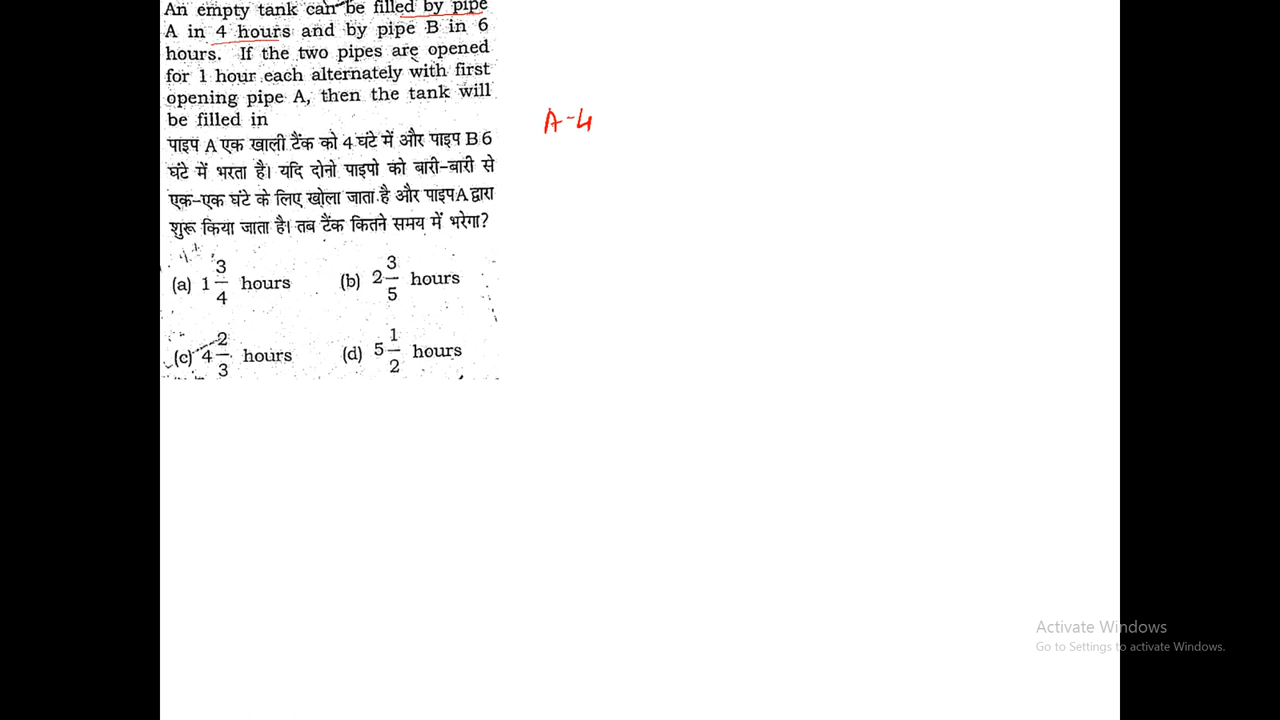 An empty tank can be filled by pipe
A in 4 hours and by pipe B in 6
hours. If the two pipes are opened
for 1 hour each alternately with first
opening pipe A, then the tank will
be filled in
पाइप A एक खाली टैंक को 4 घंटे में और पाइप B 6
घंटे में भरता है। यदि दोनो पाइपो को बारी-बारी से
एक-एक घंटे के लिए खोला जाता है और पाइप A द्वारा
शुरू किया जाता है। तब टैंक कितने समय में भरेगा?
(a) 1 3/4 hours (b) 2 3/5 hours
(c) 4 2/3 hours (d) 5 1/2 hours
A-4
Activate Windows
Go to Settings to activate Windows.